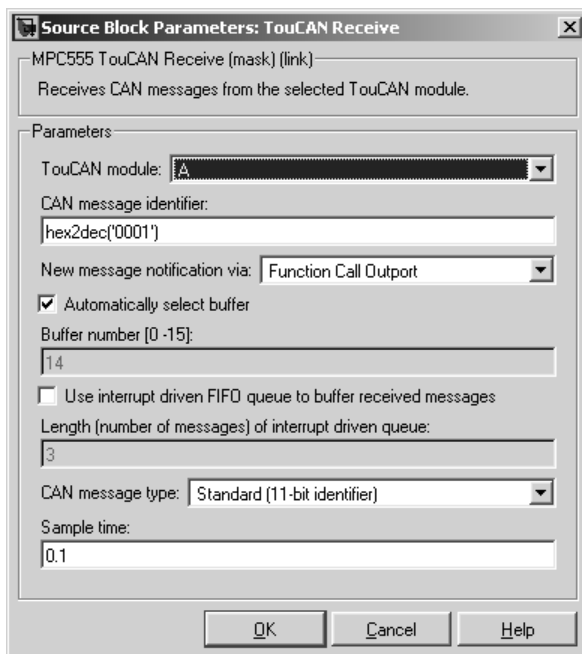 Source Block Parameters: TouCAN Receive
MPC555 TouCAN Receive (mask) (link)
Receives CAN messages from the selected TouCAN module.
Parameters
TouCAN module: A
CAN message identifier:
hex2dec('0001')
New message notification via: Function Call Outport
Automatically select buffer
Buffer number [0 -15]:
14
Use interrupt driven FIFO queue to buffer received messages
Length (number of messages) of interrupt driven queue:
3
CAN message type: Standard (11-bit identifier)
Sample time:
0.1
OK Cancel Help